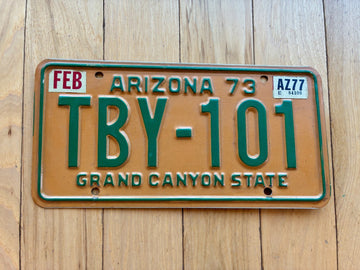 FEB ARIZONA 73 AZ77
TBY-101
GRAND CANYON STATE